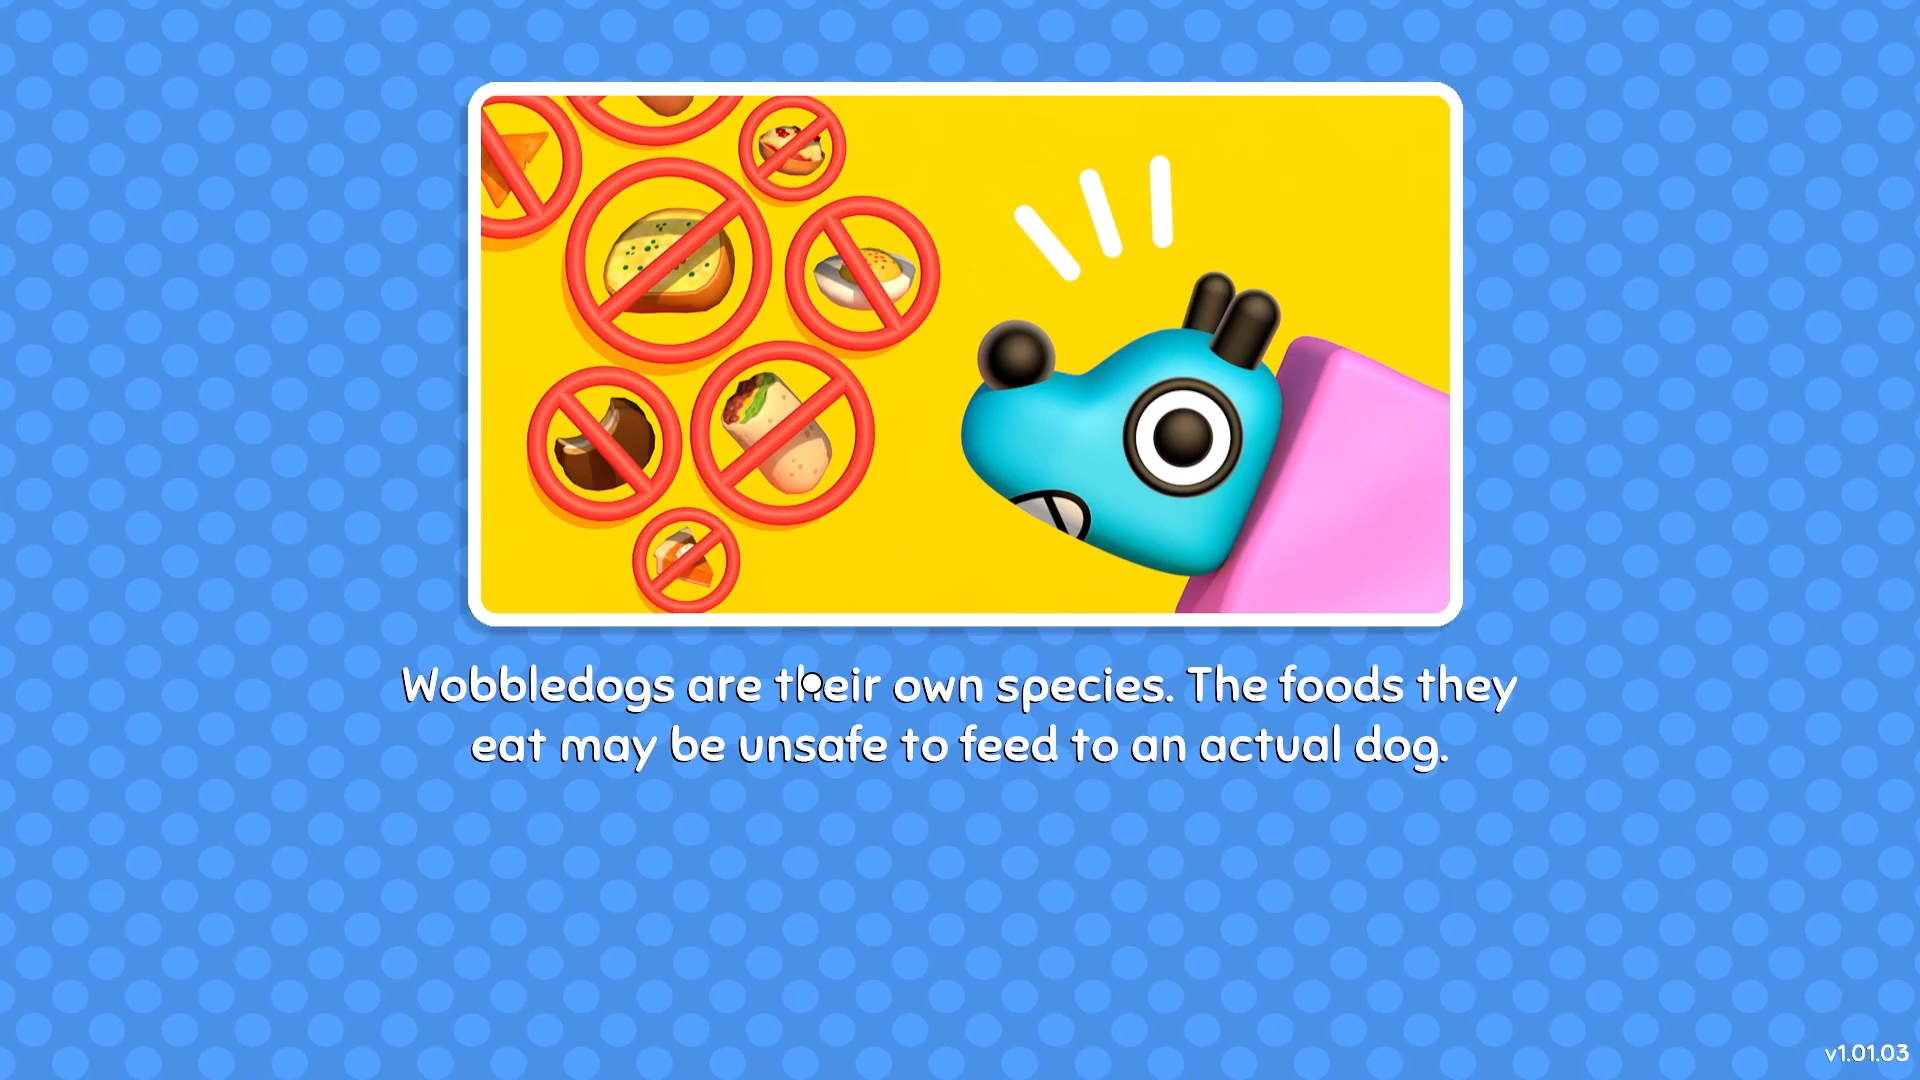 Wobbledogs are their own species. The foods they
eat may be unsafe to feed to an actual dog.
v1.01.03